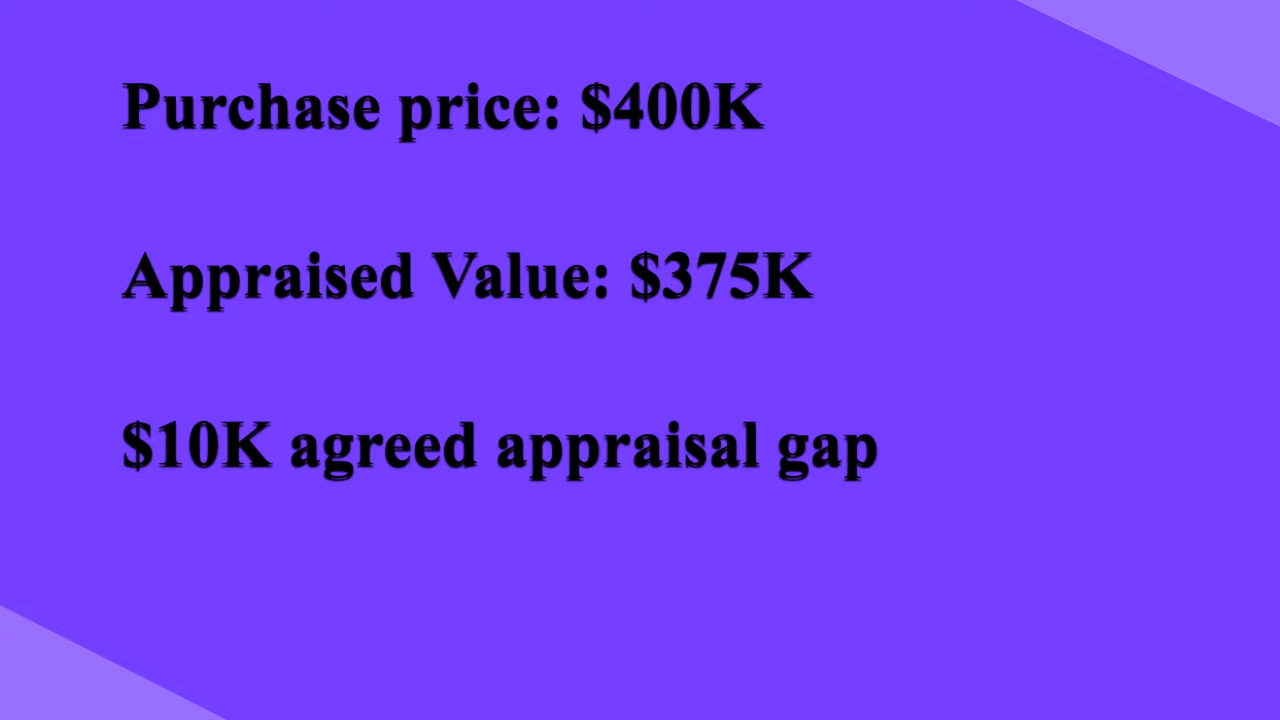 Purchase price: $400K
Appraised Value: $375K
$10K agreed appraisal gap